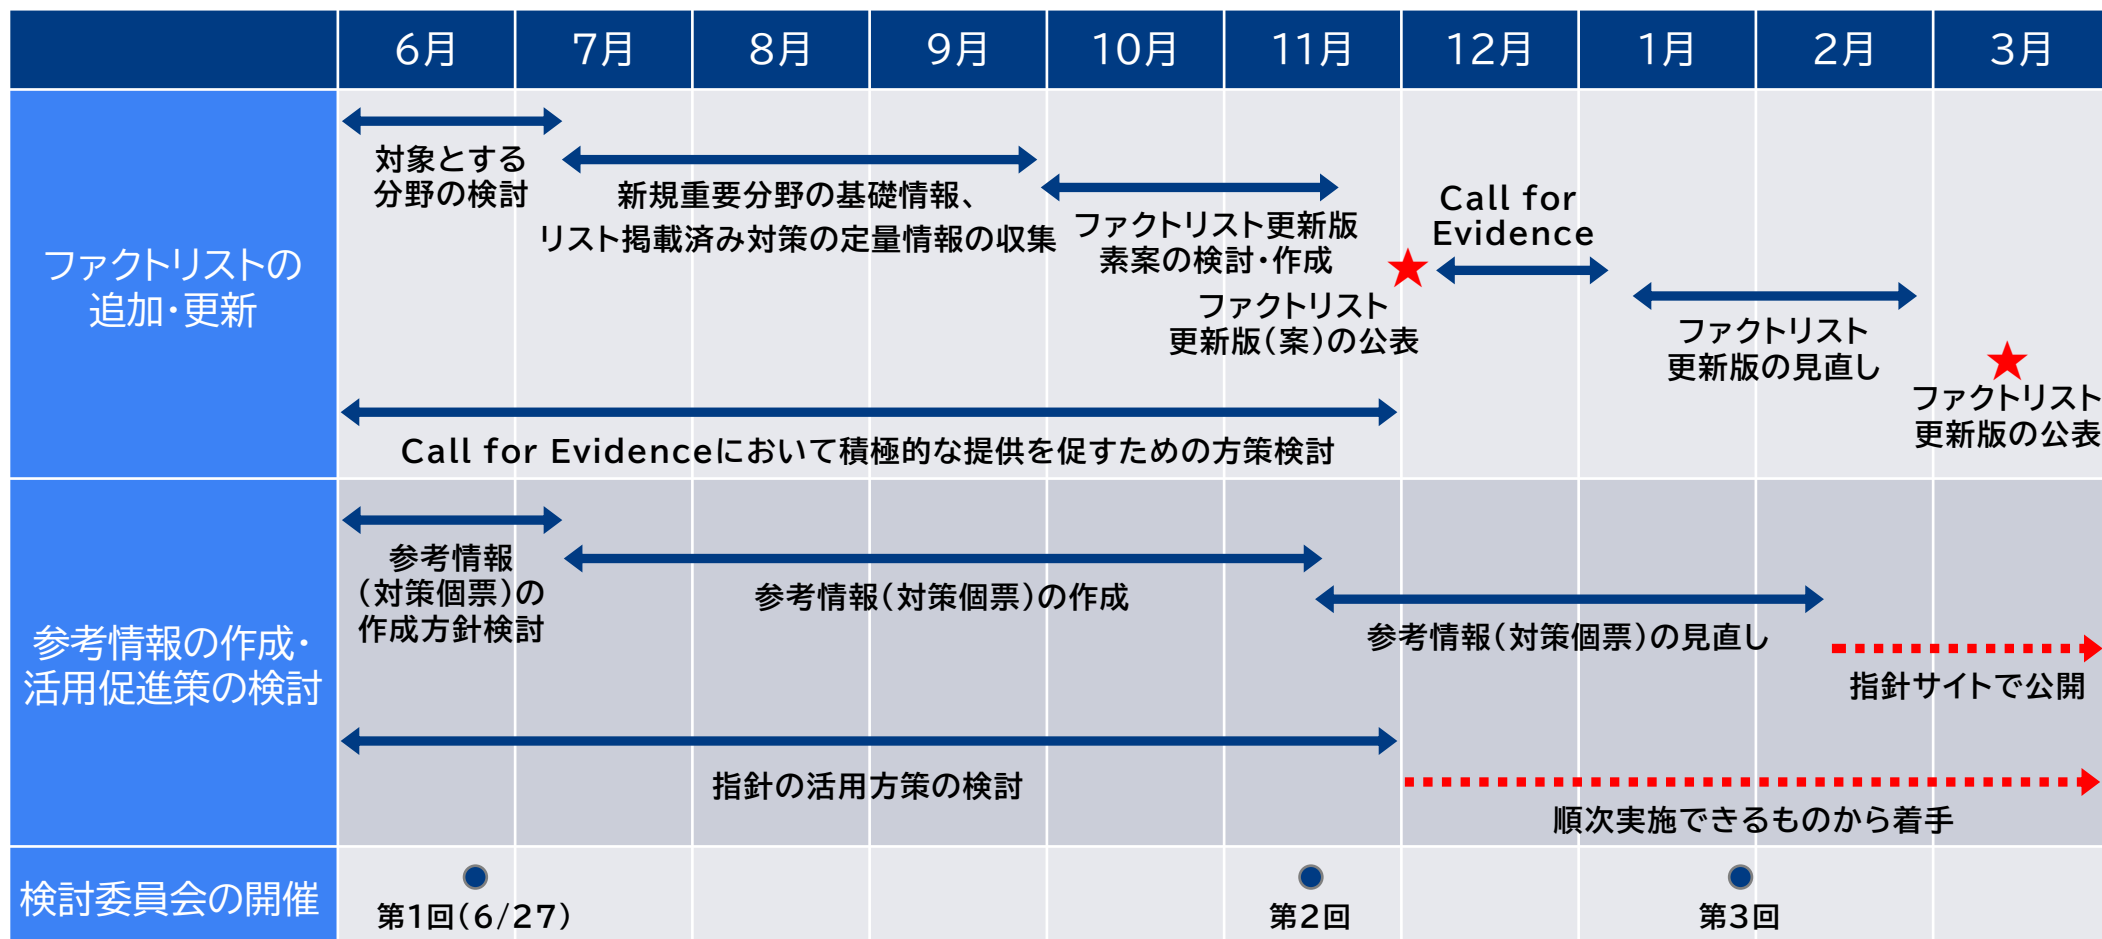 6月
7月
8月
9月
10月
11月
12月
1月
2月
3月
ファクトリストの
追加・更新
対象とする
分野の検討
新規重要分野の基礎情報、
リスト掲載済み対策の定量情報の収集
ファクトリスト更新版
素案の検討・作成
ファクトリスト
更新版(案)の公表
Call for
Evidence
ファクトリスト
更新版の見直し
ファクトリスト
更新版の公表
Call for Evidenceにおいて積極的な提供を促すための方策検討
参考情報の作成・
活用促進策の検討
参考情報
(対策個票)の
作成方針検討
参考情報(対策個票)の作成
参考情報(対策個票)の見直し
指針サイトで公開
指針の活用方策の検討
順次実施できるものから着手
検討委員会の開催
第1回(6/27)
第2回
第3回